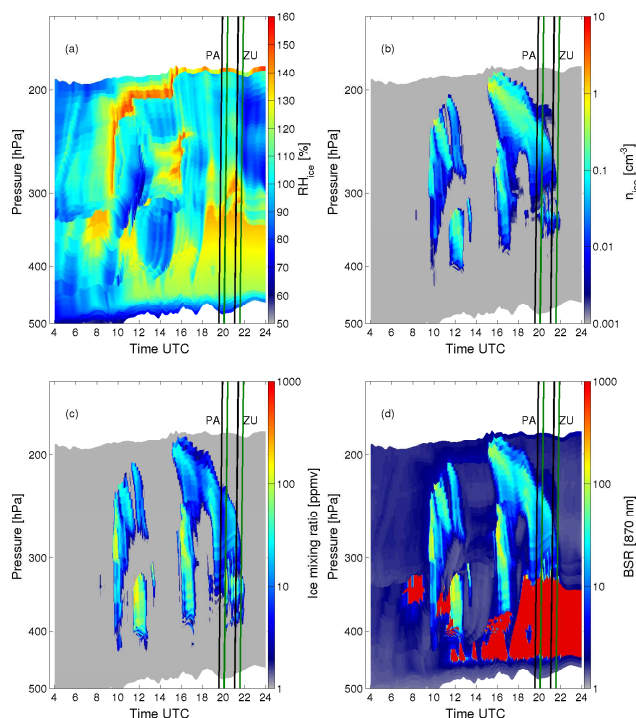 (a)
PA
ZU
200
300
400
500
Pressure [hPa]
4 6 8 10 12 14 16 18 20 22 24
Time UTC
160
150
140
130
120
110
100
90
80
70
60
50
RHice [%]
(b)
PA
ZU
200
300
400
500
Pressure [hPa]
4 6 8 10 12 14 16 18 20 22 24
Time UTC
10
1
0.1
0.01
0.001
nice [cm-3]
(c)
PA
ZU
200
300
400
500
Pressure [hPa]
4 6 8 10 12 14 16 18 20 22 24
Time UTC
1000
100
10
1
Ice mixing ratio [ppmv]
(d)
PA
ZU
200
300
400
500
Pressure [hPa]
4 6 8 10 12 14 16 18 20 22 24
Time UTC
1000
100
10
1
BSR [870 nm]